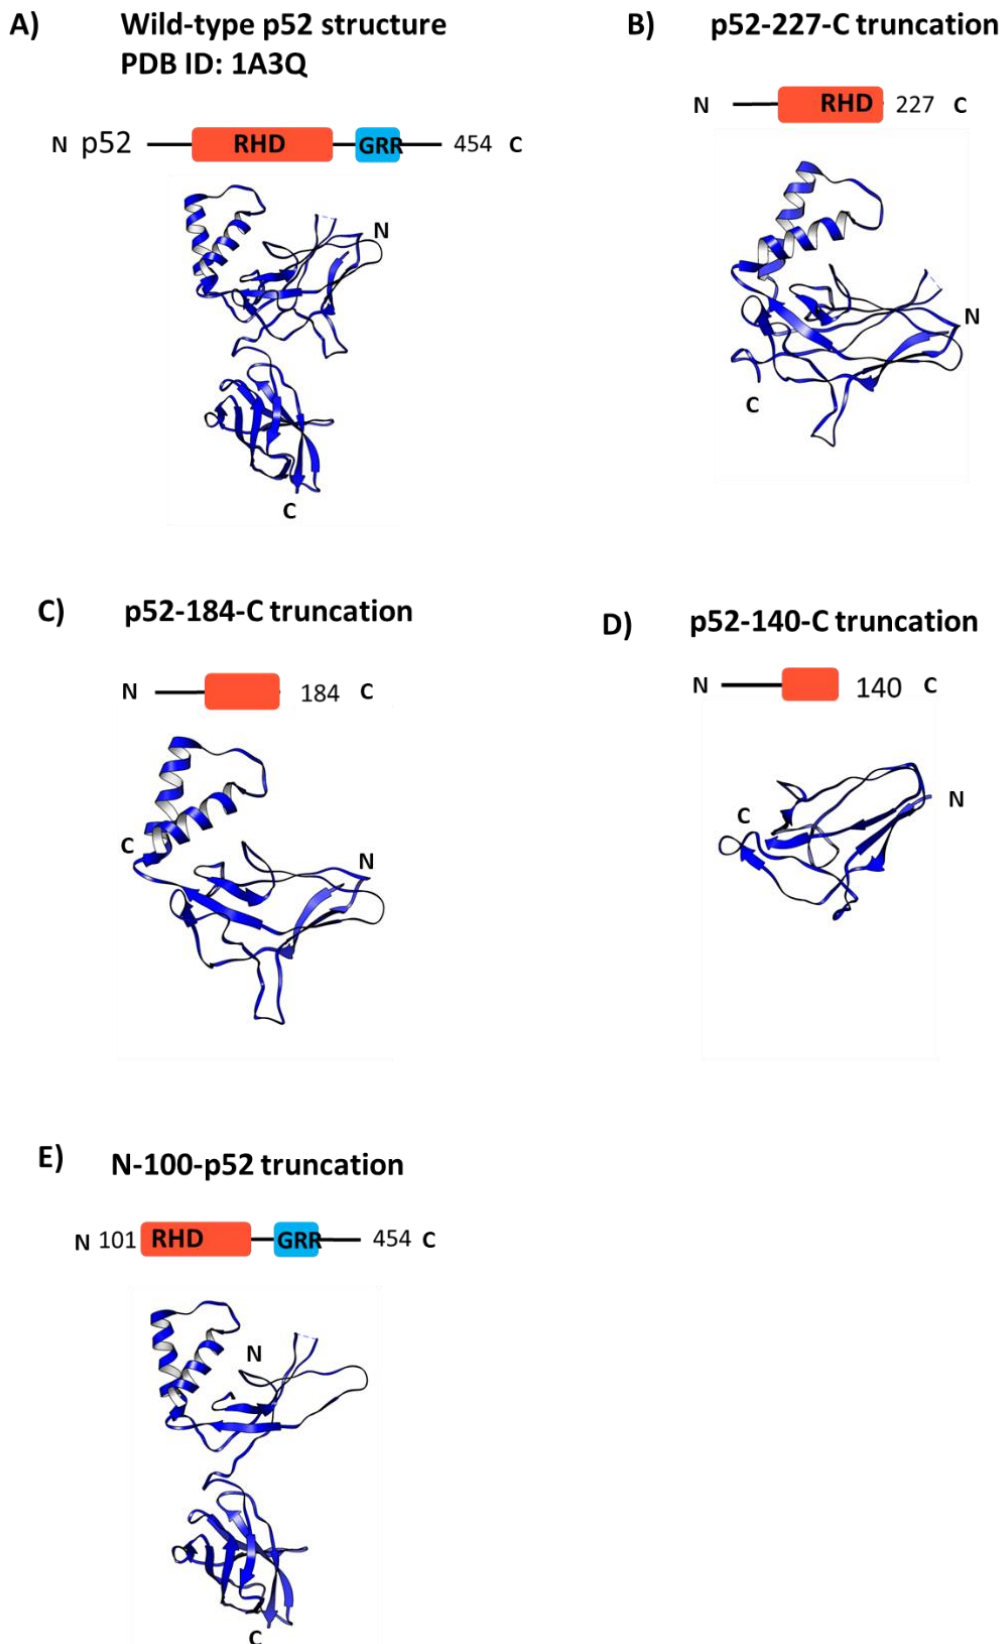 A) Wild-type p52 structure
PDB ID: 1A3Q
N p52 RHD GRR 454 C
N
C
B) p52-227-C truncation
N RHD 227 C
N
C
C) p52-184-C truncation
N 184 C
C N
D) p52-140-C truncation
N 140 C
C N
E) N-100-p52 truncation
N 101 RHD GRR 454 C
N
C